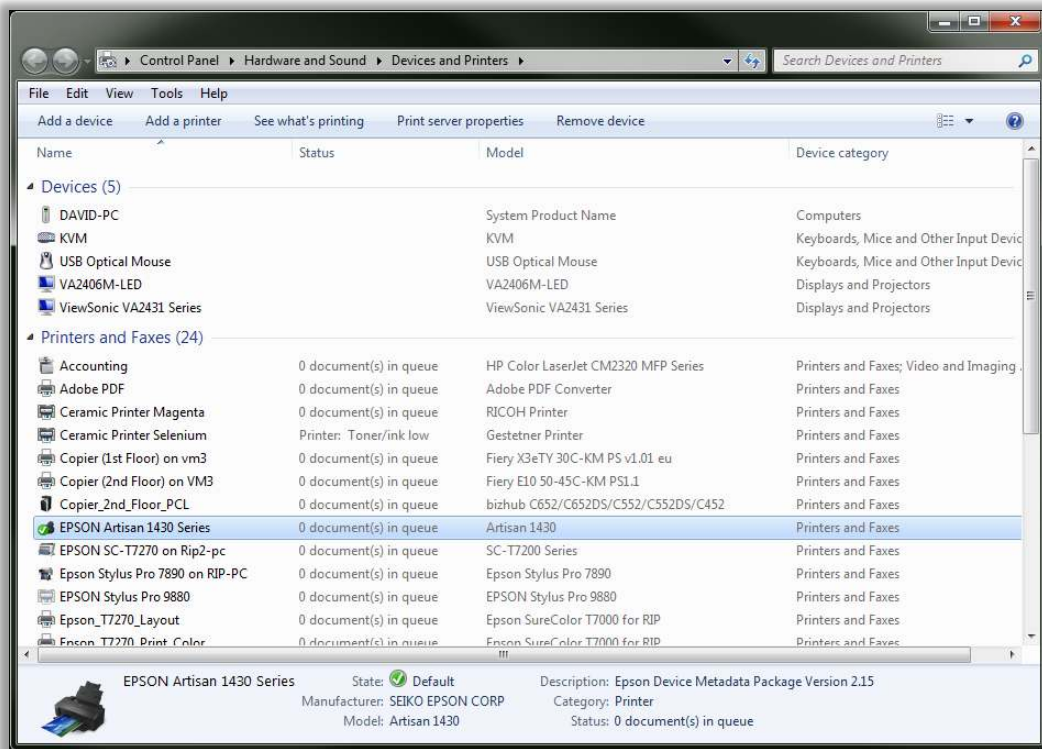 Control Panel Hardware and Sound Devices and Printers Search Devices and Printers
File Edit View Tools Help
Add a device Add a printer See what's printing Print server properties Remove device
Name Status Model Device category
Devices (5)
DAVID-PC System Product Name Computers
KVM KVM Keyboards, Mice and Other Input Devic
USB Optical Mouse USB Optical Mouse Keyboards, Mice and Other Input Devic
VA2406M-LED VA2406M-LED Displays and Projectors
ViewSonic VA2431 Series ViewSonic VA2431 Series Displays and Projectors
Printers and Faxes (24)
Accounting 0 document(s) in queue HP Color LaserJet CM2320 MFP Series Printers and Faxes; Video and Imaging .
Adobe PDF 0 document(s) in queue Adobe PDF Converter Printers and Faxes
Ceramic Printer Magenta 0 document(s) in queue RICOH Printer Printers and Faxes
Ceramic Printer Selenium Printer: Toner/ink low Gestetner Printer Printers and Faxes
Copier (1st Floor) on vm3 0 document(s) in queue Fiery X3eTY 30C-KM PS v1.01 eu Printers and Faxes
Copier (2nd Floor) on VM3 0 document(s) in queue Fiery E10 50-45C-KM PS1.1 Printers and Faxes
Copier_2nd_Floor_PCL 0 document(s) in queue bizhub C652/C652DS/C552/C552DS/C452 Printers and Faxes
EPSON Artisan 1430 Series 0 document(s) in queue Artisan 1430 Printers and Faxes
EPSON SC-T7270 on Rip2-pc 0 document(s) in queue SC-T7200 Series Printers and Faxes
Epson Stylus Pro 7890 on RIP-PC 0 document(s) in queue Epson Stylus Pro 7890 Printers and Faxes
EPSON Stylus Pro 9880 0 document(s) in queue EPSON Stylus Pro 9880 Printers and Faxes
Epson_T7270_Layout 0 document(s) in queue Epson SureColor T7000 for RIP Printers and Faxes
Epson_T7270_Print_Color 0 document(s) in queue Epson SureColor T7000 for RIP Printers and Faxes
EPSON Artisan 1430 Series State: Default Description: Epson Device Metadata Package Version 2.15
Manufacturer: SEIKO EPSON CORP Category: Printer
Model: Artisan 1430 Status: 0 document(s) in queue